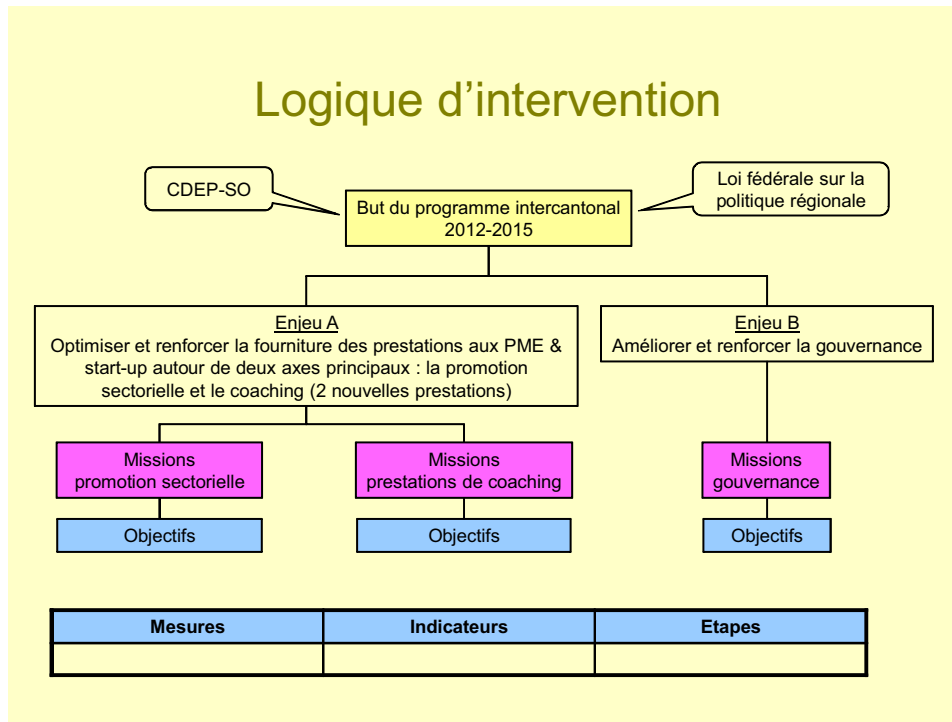 Logique d'intervention
CDEP-SO
Loi fédérale sur la
politique régionale
But du programme intercantonal
2012-2015
Enjeu A
Optimiser et renforcer la fourniture des prestations aux PME &
start-up autour de deux axes principaux : la promotion
sectorielle et le coaching (2 nouvelles prestations)
Enjeu B
Améliorer et renforcer la gouvernance
Missions
promotion sectorielle
Missions
prestations de coaching
Missions
gouvernance
Objectifs
Objectifs
Objectifs
Mesures
Indicateurs
Etapes